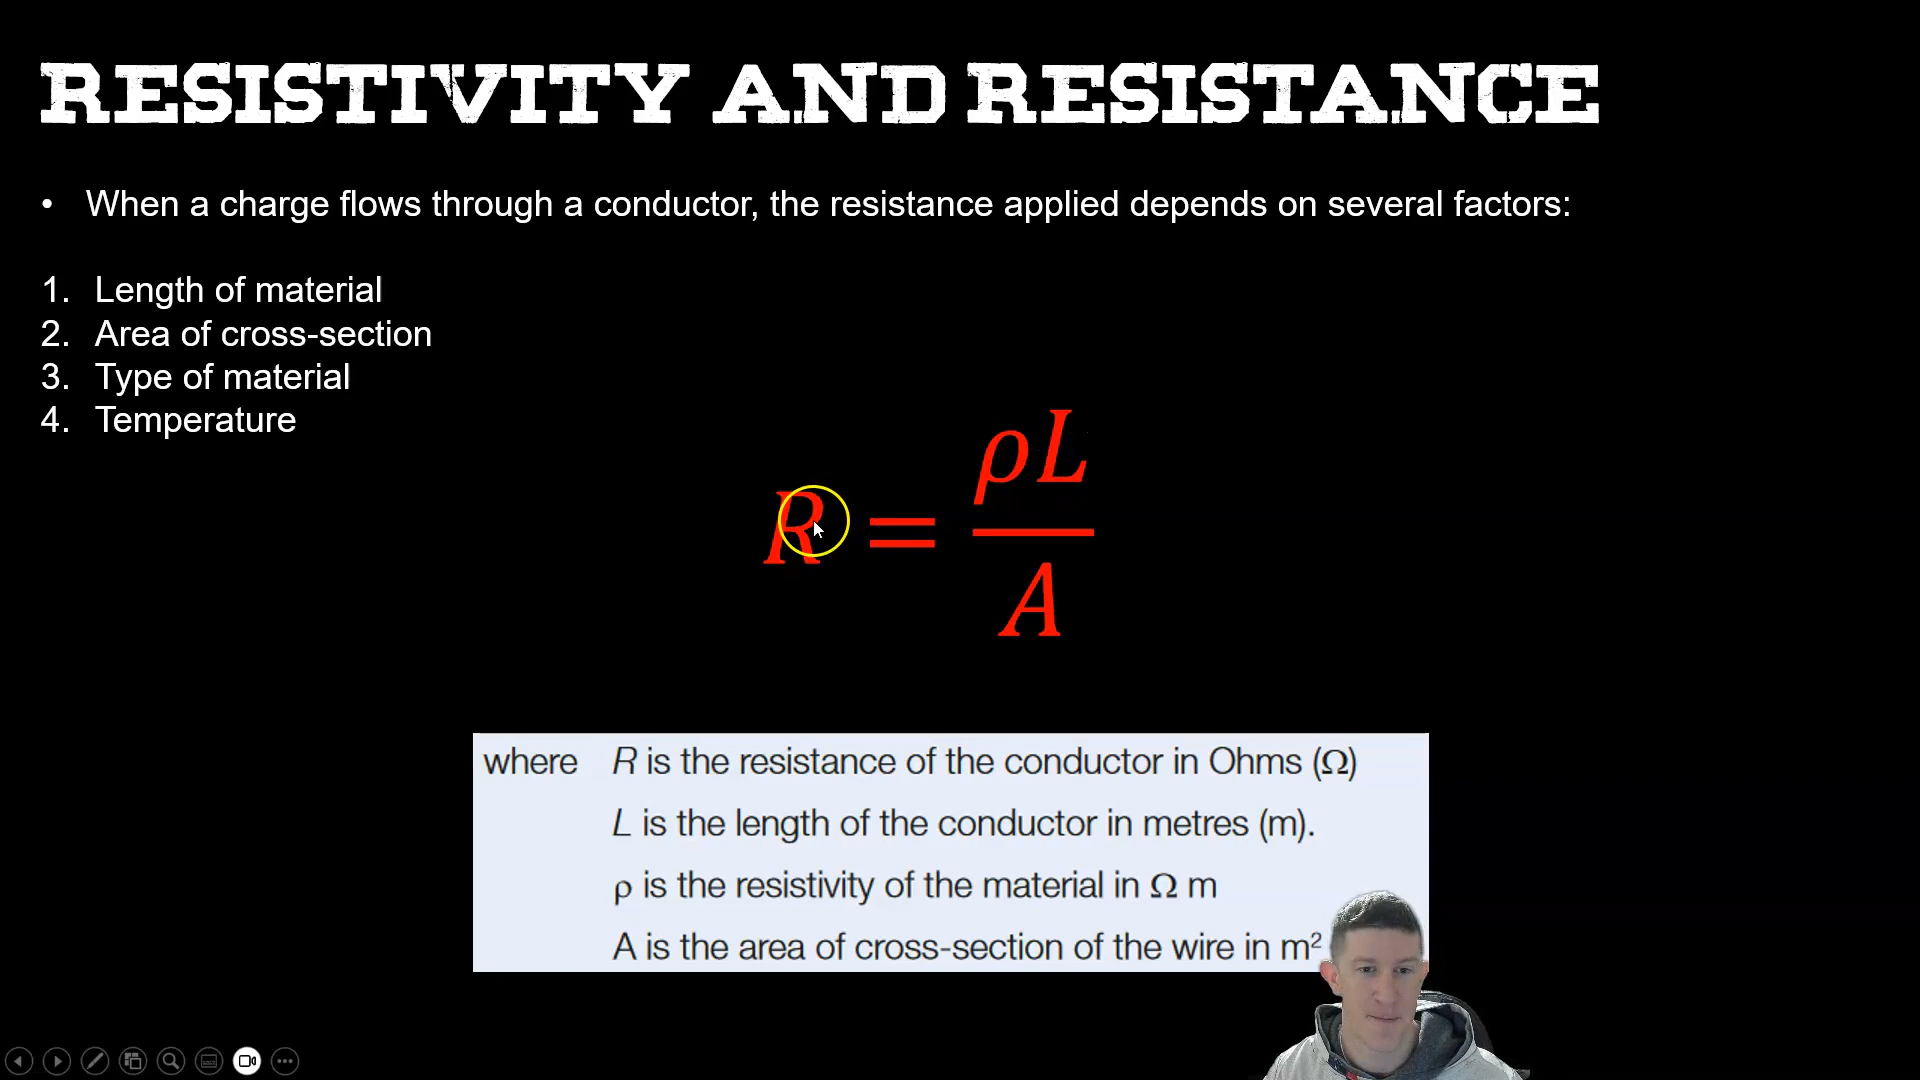 RESISTIVITY AND RESISTANCE
• When a charge flows through a conductor, the resistance applied depends on several factors:
1. Length of material
2. Area of cross-section
3. Type of material
4. Temperature
R = ρL/A
where R is the resistance of the conductor in Ohms (Ω)
L is the length of the conductor in metres (m).
ρ is the resistivity of the material in Ω m
A is the area of cross-section of the wire in m²